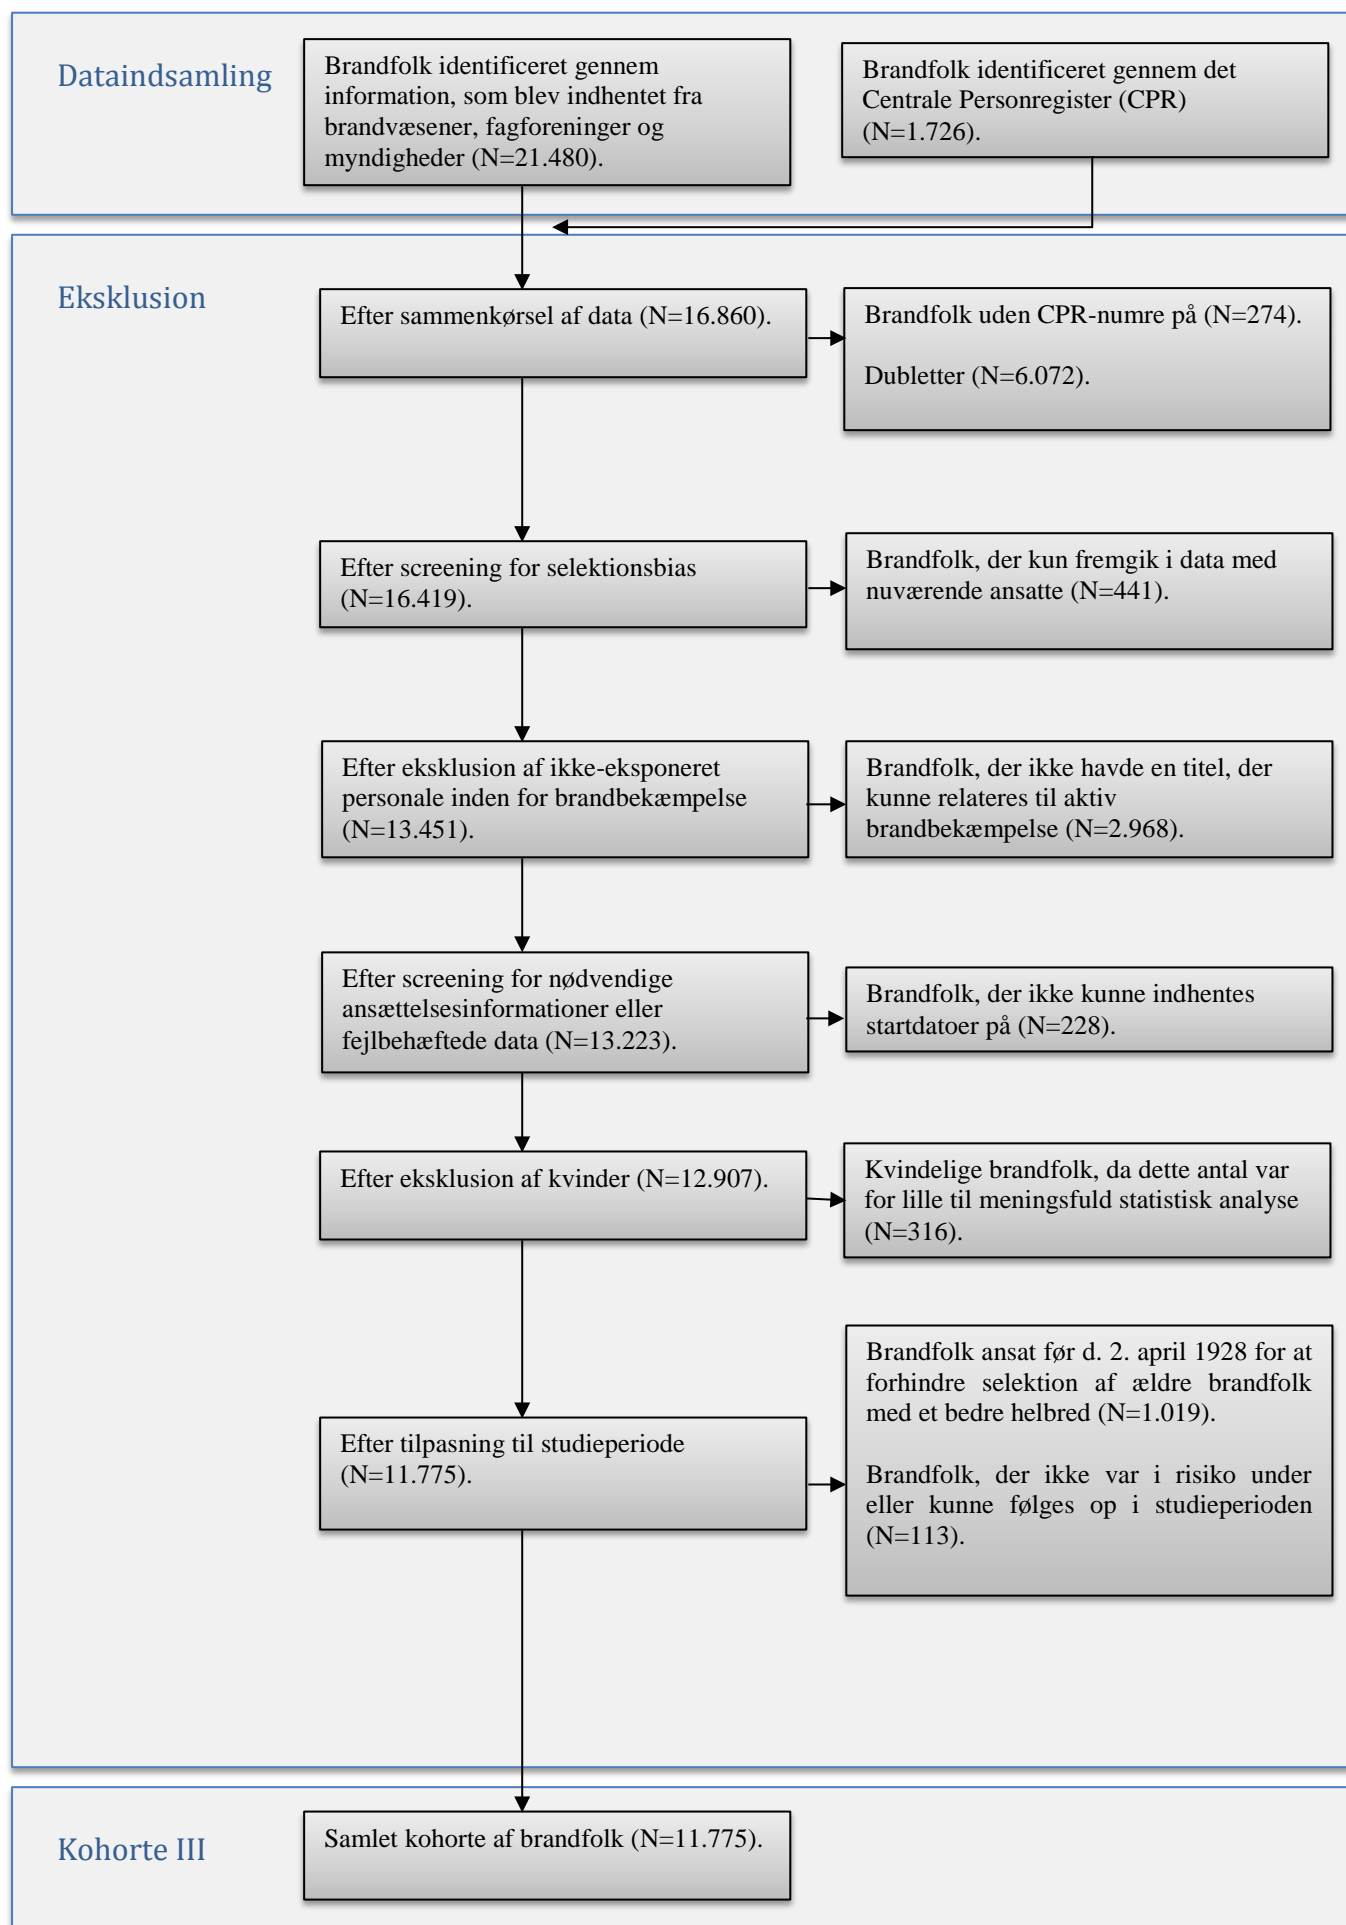 Dataindsamling
Brandfolk identificeret gennem
information, som blev indhentet fra
brandvæsener, fagforeninger og
myndigheder (N=21.480).
Brandfolk identificeret gennem det
Centrale Personregister (CPR)
(N=1.726).
Eksklusion
Efter sammenkørsel af data (N=16.860).
Brandfolk uden CPR-numre på (N=274).
Dubletter (N=6.072).
Efter screening for selektionsbias
(N=16.419).
Brandfolk, der kun fremgik i data med
nuværende ansatte (N=441).
Efter eksklusion af ikke-eksponeret
personale inden for brandbekæmpelse
(N=13.451).
Brandfolk, der ikke havde en titel, der
kunne relateres til aktiv
brandbekæmpelse (N=2.968).
Efter screening for nødvendige
ansættelsesinformationer eller
fejlbehæftede data (N=13.223).
Brandfolk, der ikke kunne indhentes
startdatoer på (N=228).
Efter eksklusion af kvinder (N=12.907).
Kvindelige brandfolk, da dette antal var
for lille til meningsfuld statistisk analyse
(N=316).
Efter tilpasning til studieperiode
(N=11.775).
Brandfolk ansat før d. 2. april 1928 for at
forhindre selektion af ældre brandfolk
med et bedre helbred (N=1.019).
Brandfolk, der ikke var i risiko under
eller kunne følges op i studieperioden
(N=113).
Kohorte III
Samlet kohorte af brandfolk (N=11.775).